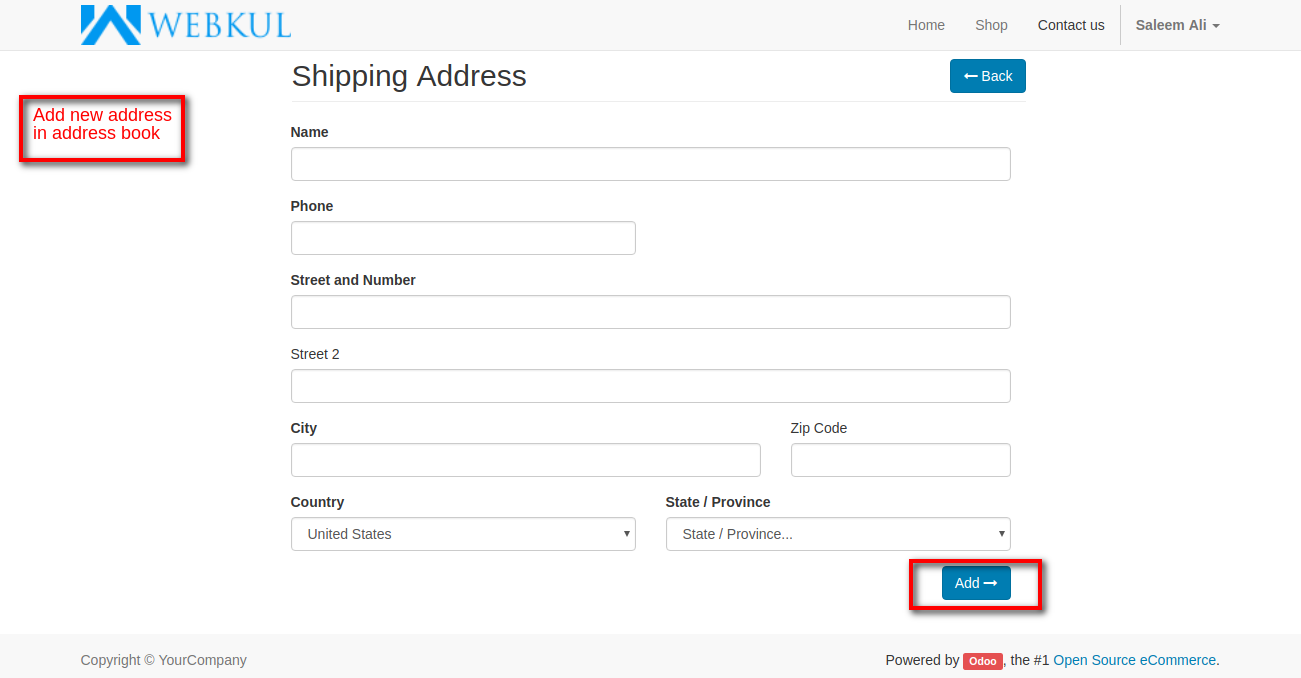 WEBKUL
Home Shop Contact us Saleem Ali
Shipping Address
← Back
Add new address
in address book
Name
Phone
Street and Number
Street 2
City Zip Code
Country State / Province
United States State / Province...
Add →
Copyright © YourCompany Powered by Odoo, the #1 Open Source eCommerce.